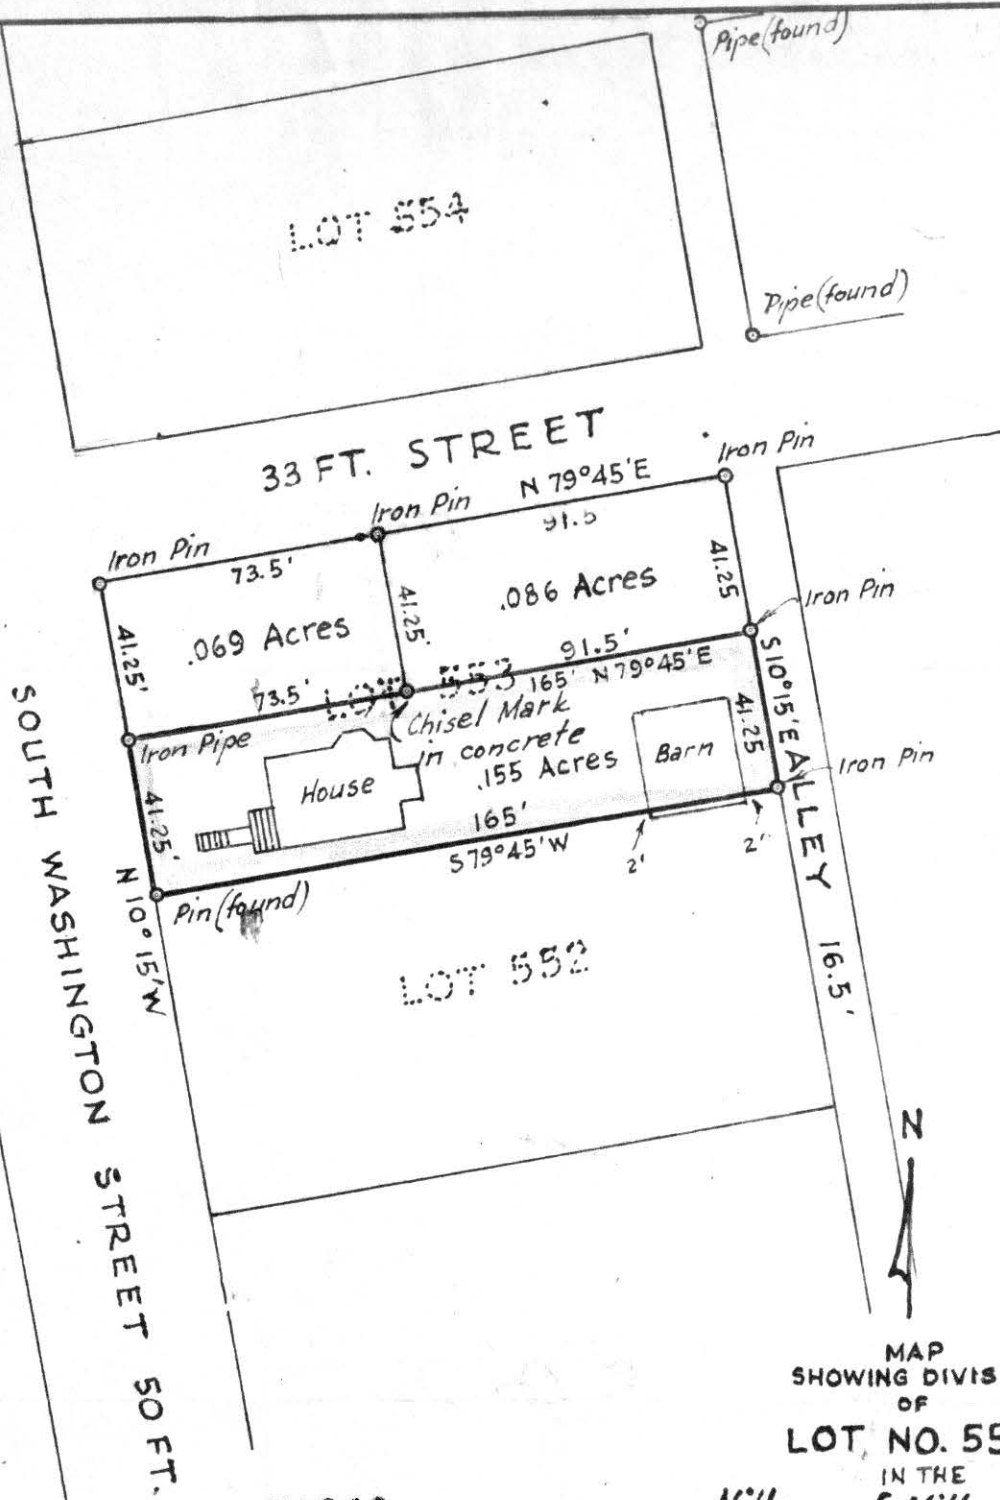 Pipe(found)
LOT 554
Pipe(found)
33 FT. STREET
Iron Pin
N 79°45'E
Iron Pin
91.5
Iron Pin
73.5'
41.25
.086 Acres
41.25'
Iron Pin
.069 Acres
41.25'
91.5'
165' N 79°45'E
73.5'
LOT 553
S 10°15'E
Chisel Mark
in concrete
Iron Pipe
41.25
Barn
.155 Acres
Iron Pin
House
41.25'
165'
S 79°45'W
2'
2'
ALLEY 16.5'
N 10°15'W
Pin(found)
LOT 552
SOUTH WASHINGTON STREET 50 FT.
N
MAP
SHOWING DIVIS
OF
LOT NO. 55
IN THE